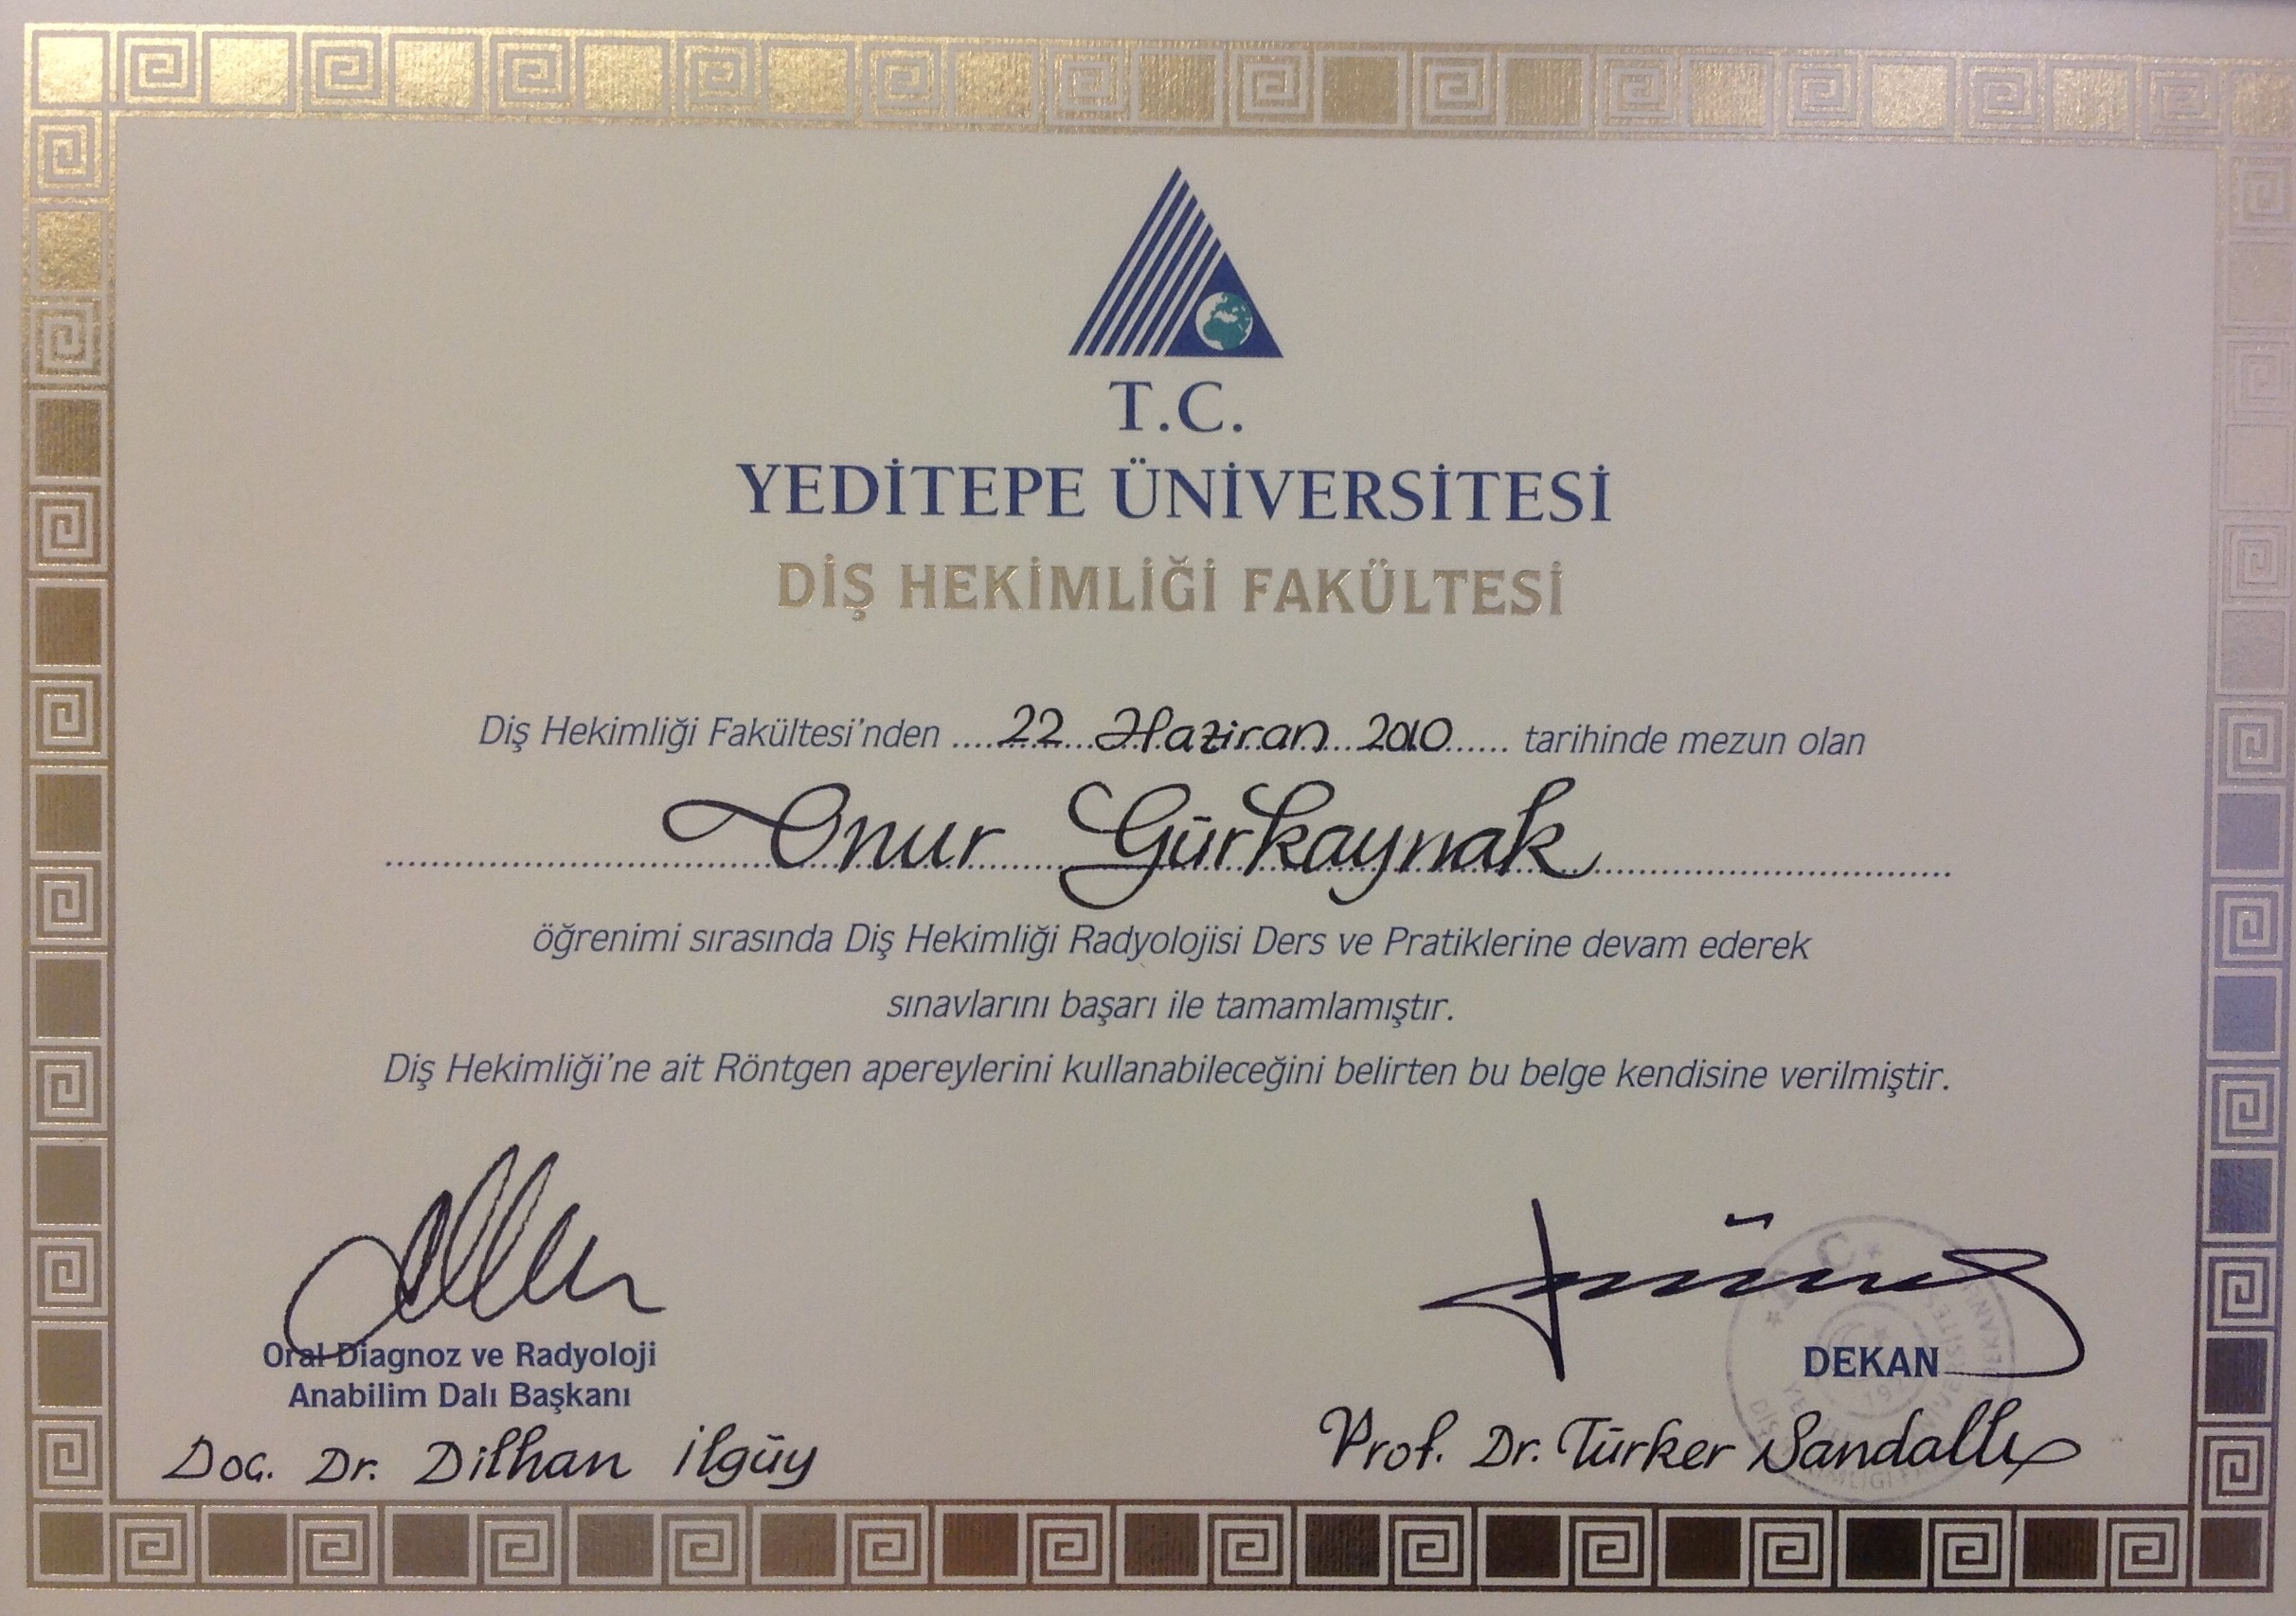 T.C.
YEDİTEPE ÜNİVERSİTESİ
DİŞ HEKİMLİĞİ FAKÜLTESİ
Diş Hekimliği Fakültesi'nden ....22 Haziran 2010...... tarihinde mezun olan
Onur Gürkaynak
öğrenimi sırasında Diş Hekimliği Radyolojisi Ders ve Pratiklerine devam ederek
sınavlarını başarı ile tamamlamıştır.
Diş Hekimliği'ne ait Röntgen apereylerini kullanabileceğini belirten bu belge kendisine verilmiştir.
Oral Diagnoz ve Radyoloji
Anabilim Dalı Başkanı
Doç. Dr. Dilhan İlgüy
DEKAN
Prof. Dr. Türker Sandallı